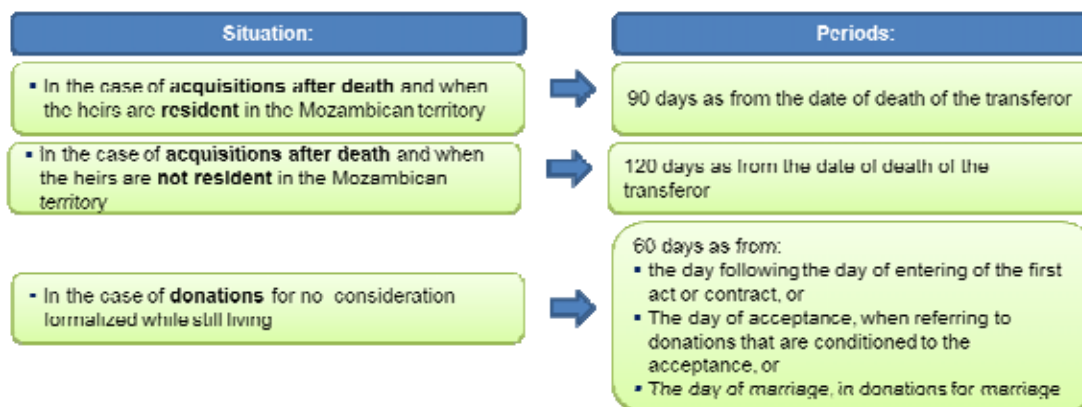 Situation:
Periods:
▪ In the case of acquisitions after death and when
the heirs are resident in the Mozambican territory
90 days as from the date of death of the transferor
▪ In the case of acquisitions after death and when
the heirs are not resident in the Mozambican
territory
120 days as from the date of death of the
transferor
▪ In the case of donations for no consideration
formalized while still living
60 days as from:
▪ the day following the day of entering of the first
act or contract, or
▪ The day of acceptance, when referring to
donations that are conditioned to the
acceptance, or
▪ The day of marriage, in donations for marriage